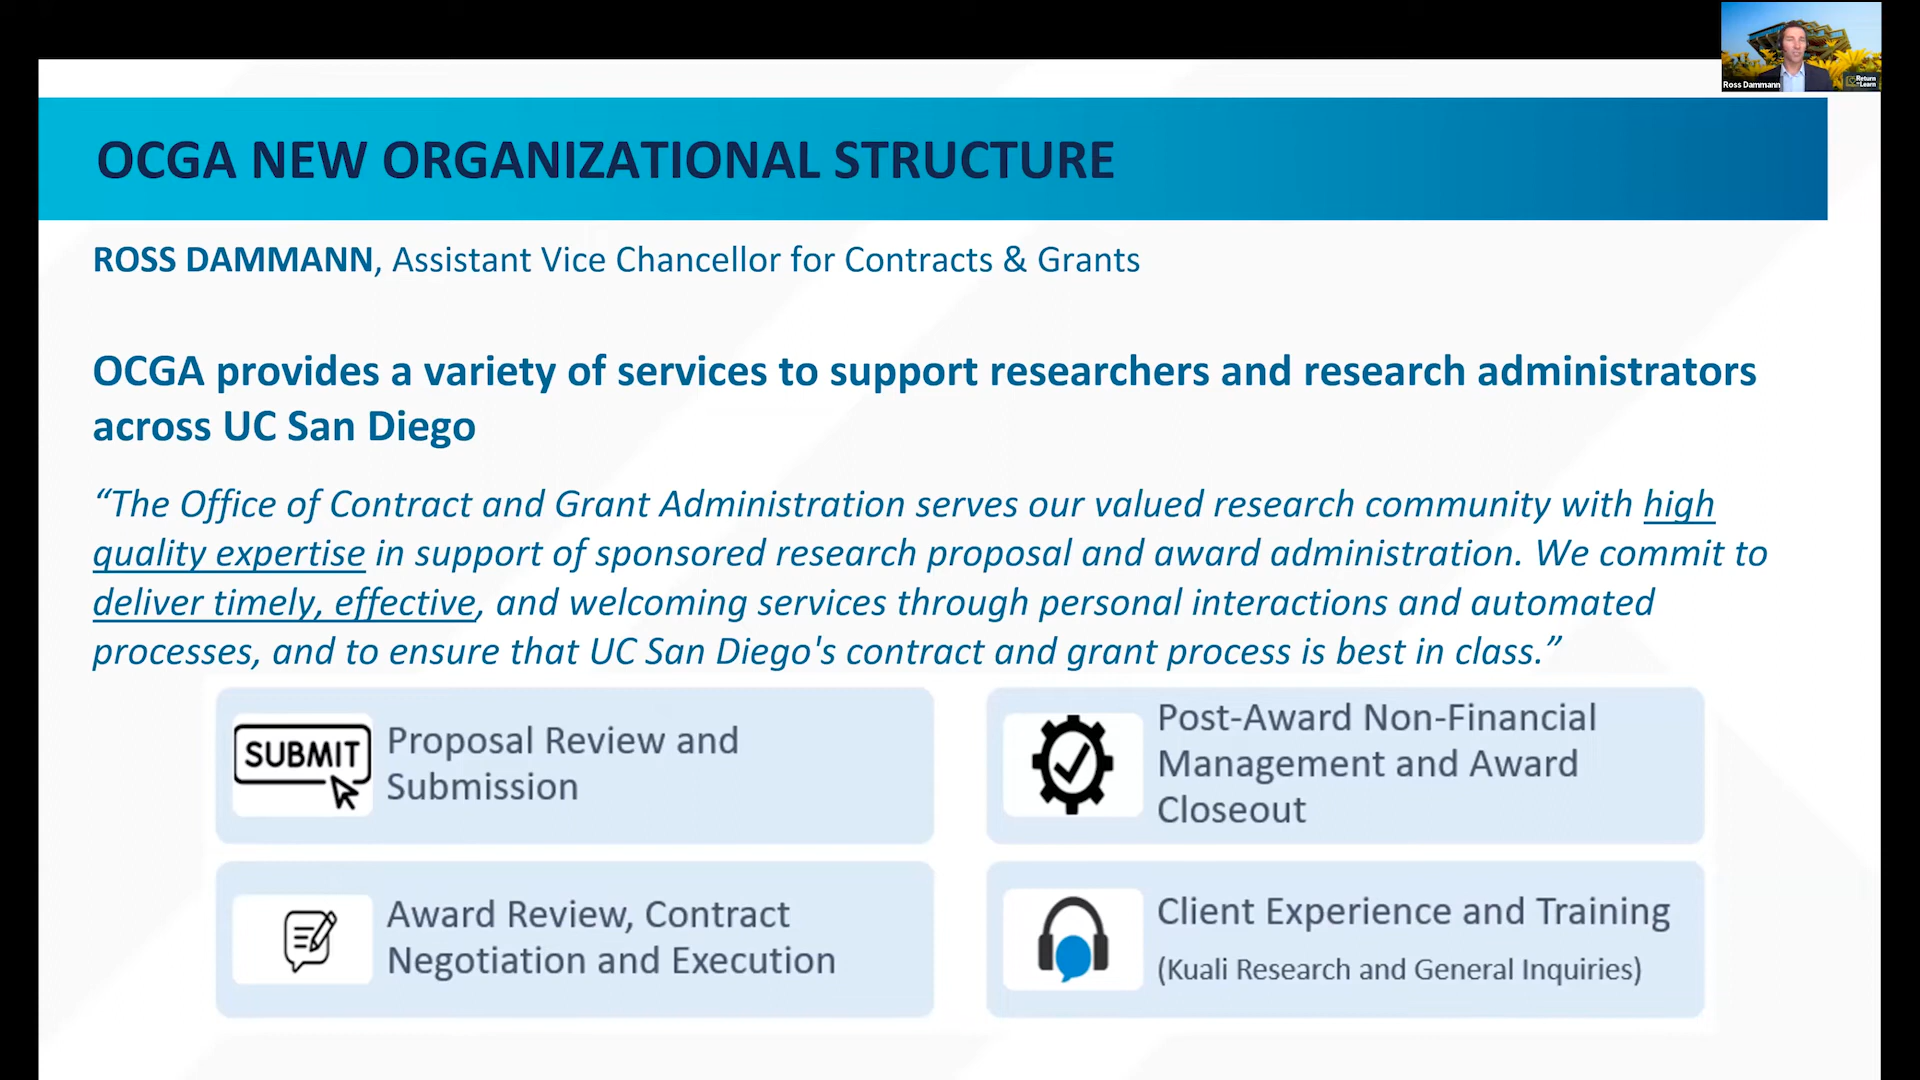 Ross Dammann
Return
to Learn
OCGA NEW ORGANIZATIONAL STRUCTURE
ROSS DAMMANN, Assistant Vice Chancellor for Contracts & Grants
OCGA provides a variety of services to support researchers and research administrators
across UC San Diego
“The Office of Contract and Grant Administration serves our valued research community with high
quality expertise in support of sponsored research proposal and award administration. We commit to
deliver timely, effective, and welcoming services through personal interactions and automated
processes, and to ensure that UC San Diego's contract and grant process is best in class.”
SUBMIT
Proposal Review and
Submission
Post-Award Non-Financial
Management and Award
Closeout
Award Review, Contract
Negotiation and Execution
Client Experience and Training
(Kuali Research and General Inquiries)